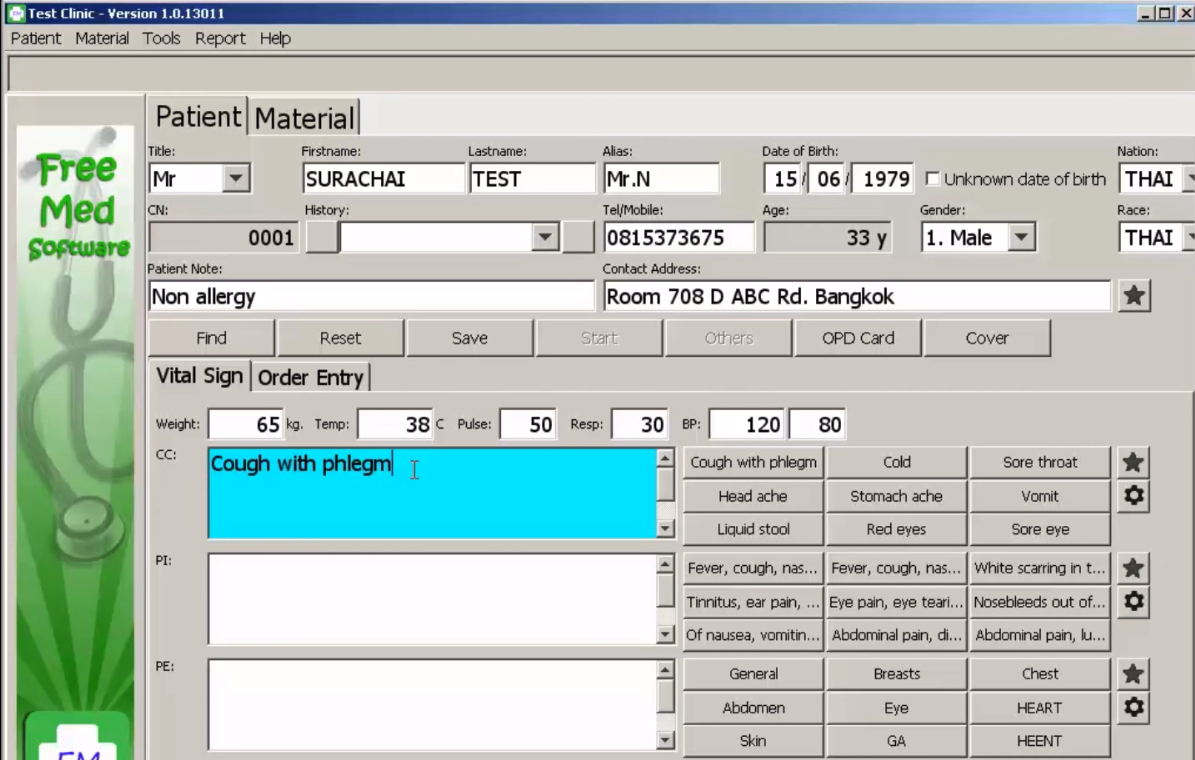 Test Clinic - Version 1.0.13011
Patient Material Tools Report Help
Free
Med
Software
Patient Material
Title: Firstname: Lastname: Alias: Date of Birth: Nation:
Mr SURACHAI TEST Mr.N 15 / 06 / 1979 Unknown date of birth THAI
CN: History: Tel/Mobile: Age: Gender: Race:
0001 0815373675 33 y 1. Male THAI
Patient Note: Contact Address:
Non allergy Room 708 D ABC Rd. Bangkok
Find Reset Save Start Others OPD Card Cover
Vital Sign Order Entry
Weight: 65 kg. Temp: 38 C Pulse: 50 Resp: 30 BP: 120 80
CC: Cough with phlegm Cough with phlegm Cold Sore throat
Head ache Stomach ache Vomit
Liquid stool Red eyes Sore eye
PI: Fever, cough, nas... Fever, cough, nas... White scarring in t...
Tinnitus, ear pain, ... Eye pain, eye teari... Nosebleeds out of...
Of nausea, vomitin... Abdominal pain, di... Abdominal pain, lu...
PE: General Breasts Chest
Abdomen Eye HEART
Skin GA HEENT